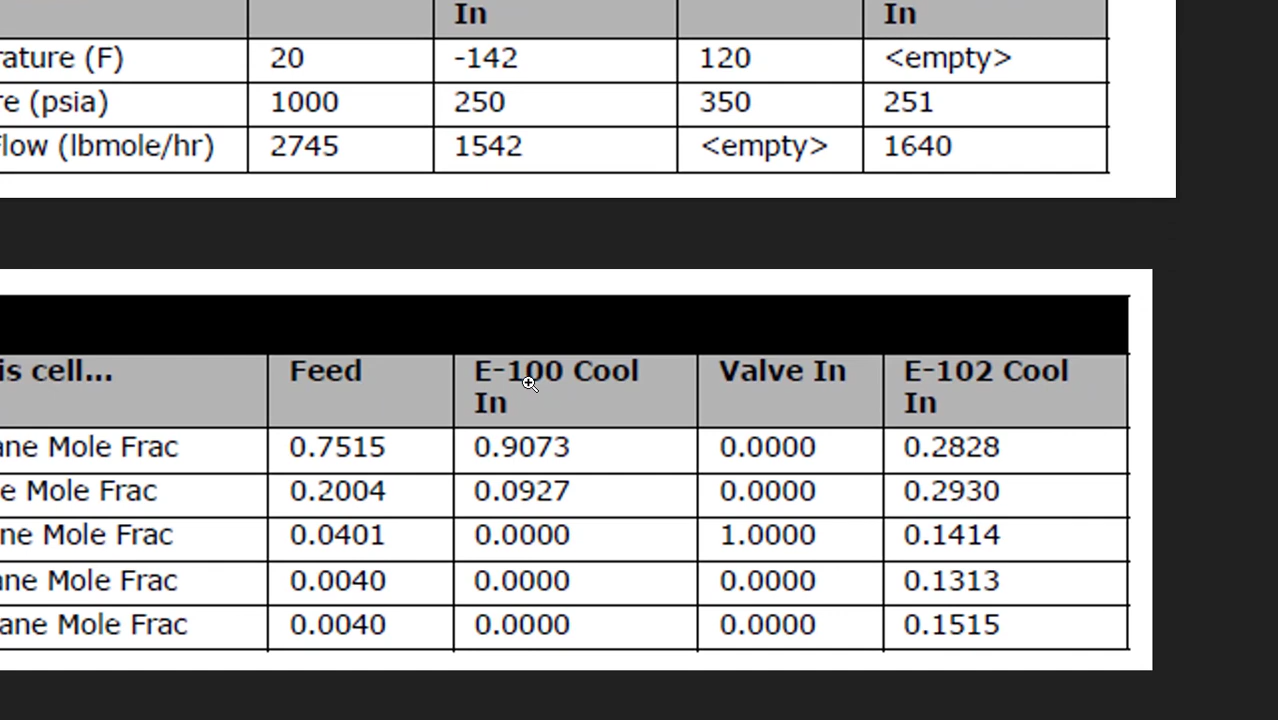 In In
rature (F) 20 -142 120 <empty>
re (psia) 1000 250 350 251
Flow (lbmole/hr) 2745 1542 <empty> 1640
is cell... Feed E-100 Cool In Valve In E-102 Cool In
ane Mole Frac 0.7515 0.9073 0.0000 0.2828
e Mole Frac 0.2004 0.0927 0.0000 0.2930
ne Mole Frac 0.0401 0.0000 1.0000 0.1414
ane Mole Frac 0.0040 0.0000 0.0000 0.1313
ane Mole Frac 0.0040 0.0000 0.0000 0.1515